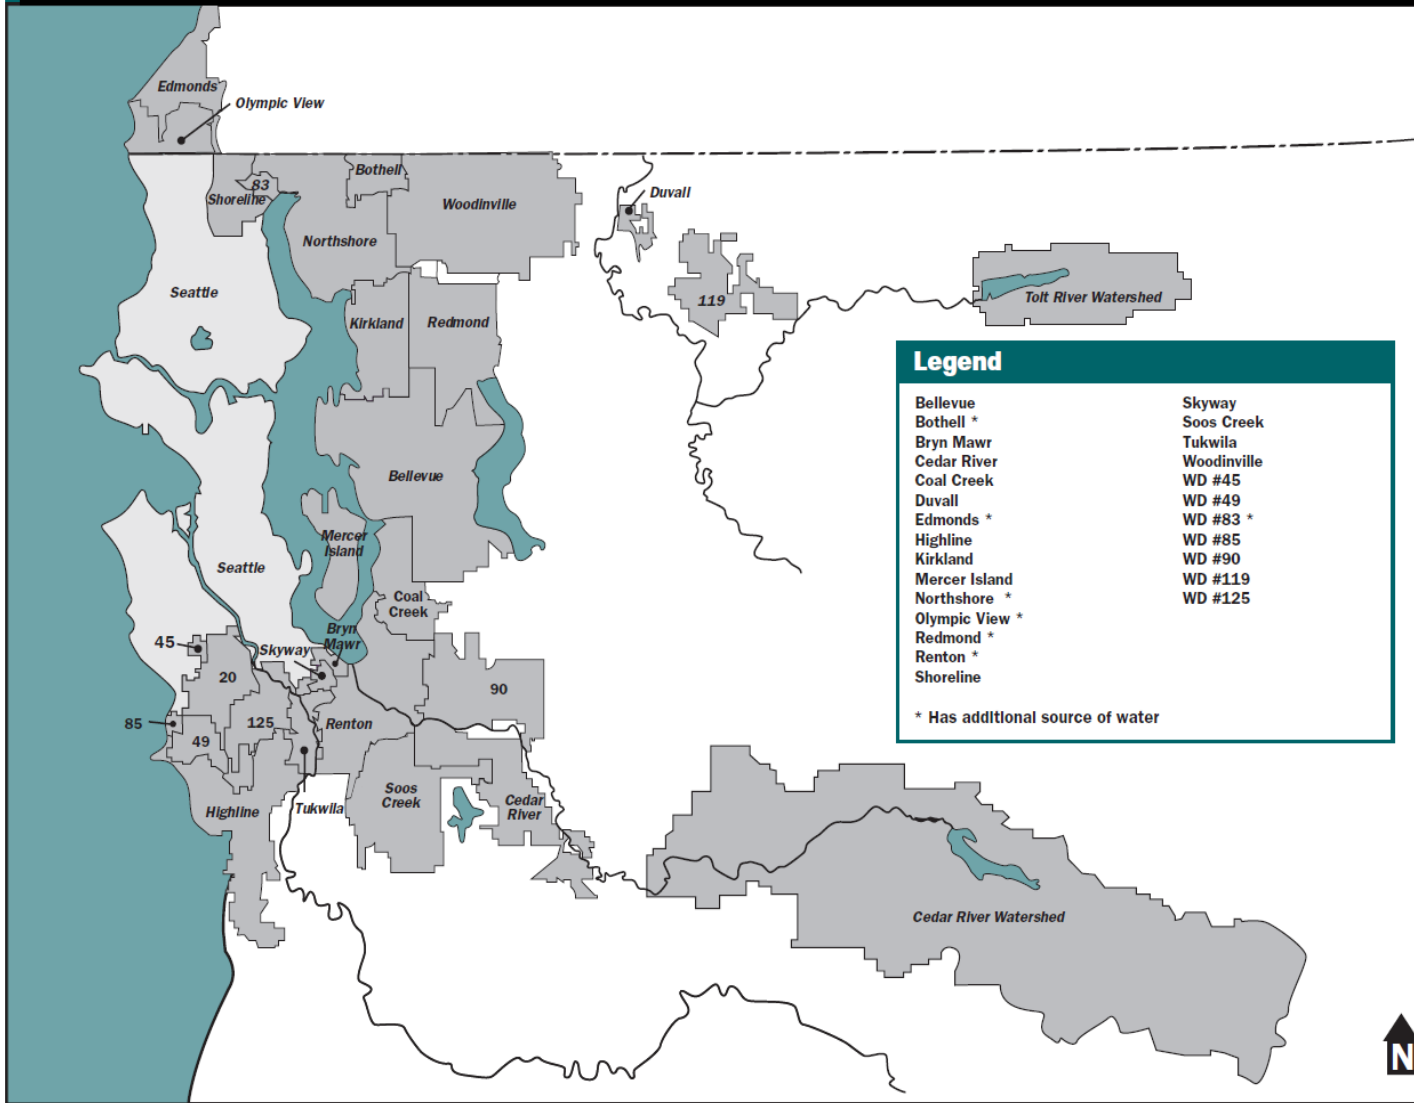 Edmonds
Olympic View
Bothell
83
Shoreline
Duvall
Woodinville
Northshore
Seattle
119
Tolt River Watershed
Kirkland
Redmond
Legend
Bellevue
Bothell *
Bryn Mawr
Cedar River
Coal Creek
Duvall
Edmonds *
Highline
Kirkland
Mercer Island
Northshore *
Olympic View *
Redmond *
Renton *
Shoreline
Skyway
Soos Creek
Tukwila
Woodinville
WD #45
WD #49
WD #83 *
WD #85
WD #90
WD #119
WD #125
* Has additional source of water
Bellevue
Mercer
Island
Seattle
Coal
Creek
Bryn
Mawr
45
Skyway
20
90
85
125
Renton
49
Soos
Creek
Cedar
River
Highline
Tukwila
Cedar River Watershed
N